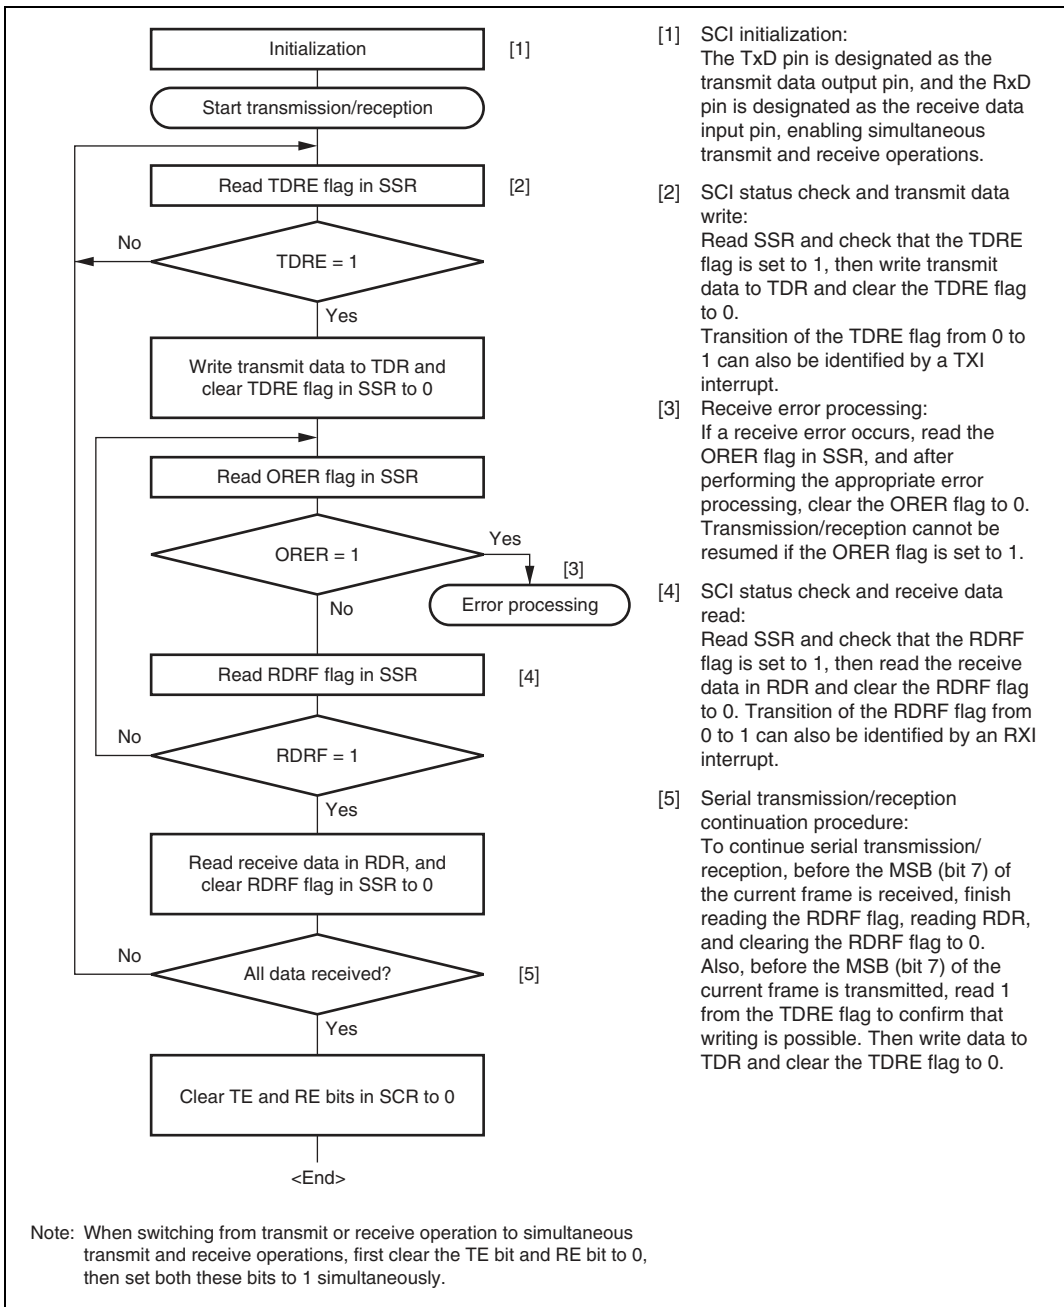 Initialization
[1]
Start transmission/reception
Read TDRE flag in SSR
[2]
No
TDRE = 1
Yes
Write transmit data to TDR and
clear TDRE flag in SSR to 0
Read ORER flag in SSR
Yes
ORER = 1
[3]
Error processing
No
Read RDRF flag in SSR
[4]
No
RDRF = 1
Yes
Read receive data in RDR, and
clear RDRF flag in SSR to 0
No
All data received?
[5]
Yes
Clear TE and RE bits in SCR to 0
<End>
[1] SCI initialization:
The TxD pin is designated as the
transmit data output pin, and the RxD
pin is designated as the receive data
input pin, enabling simultaneous
transmit and receive operations.
[2] SCI status check and transmit data
write:
Read SSR and check that the TDRE
flag is set to 1, then write transmit
data to TDR and clear the TDRE flag
to 0.
Transition of the TDRE flag from 0 to
1 can also be identified by a TXI
interrupt.
[3] Receive error processing:
If a receive error occurs, read the
ORER flag in SSR, and after
performing the appropriate error
processing, clear the ORER flag to 0.
Transmission/reception cannot be
resumed if the ORER flag is set to 1.
[4] SCI status check and receive data
read:
Read SSR and check that the RDRF
flag is set to 1, then read the receive
data in RDR and clear the RDRF flag
to 0. Transition of the RDRF flag from
0 to 1 can also be identified by an RXI
interrupt.
[5] Serial transmission/reception
continuation procedure:
To continue serial transmission/
reception, before the MSB (bit 7) of
the current frame is received, finish
reading the RDRF flag, reading RDR,
and clearing the RDRF flag to 0.
Also, before the MSB (bit 7) of the
current frame is transmitted, read 1
from the TDRE flag to confirm that
writing is possible. Then write data to
TDR and clear the TDRE flag to 0.
Note: When switching from transmit or receive operation to simultaneous
transmit and receive operations, first clear the TE bit and RE bit to 0,
then set both these bits to 1 simultaneously.